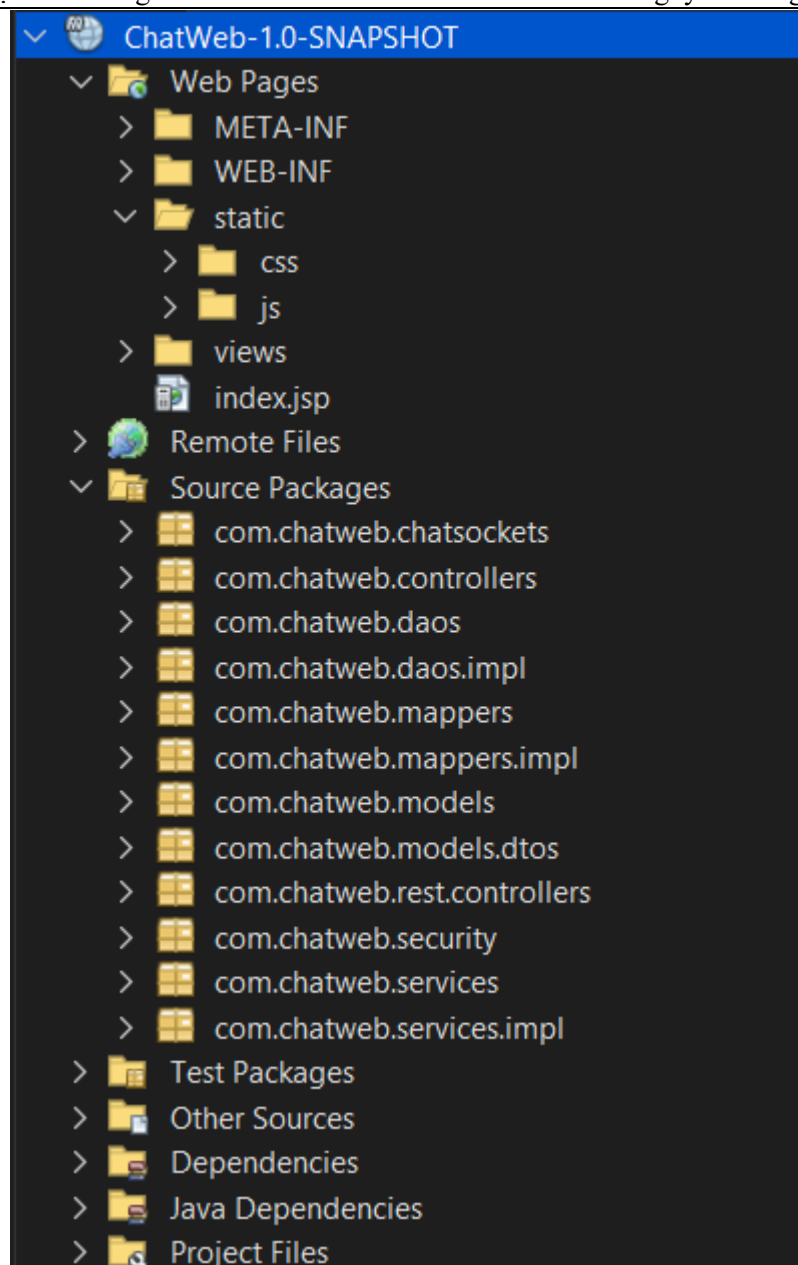 ChatWeb-1.0-SNAPSHOT
Web Pages
META-INF
WEB-INF
static
css
js
views
index.jsp
Remote Files
Source Packages
com.chatweb.chatsockets
com.chatweb.controllers
com.chatweb.daos
com.chatweb.daos.impl
com.chatweb.mappers
com.chatweb.mappers.impl
com.chatweb.models
com.chatweb.models.dtos
com.chatweb.rest.controllers
com.chatweb.security
com.chatweb.services
com.chatweb.services.impl
Test Packages
Other Sources
Dependencies
Java Dependencies
Project Files